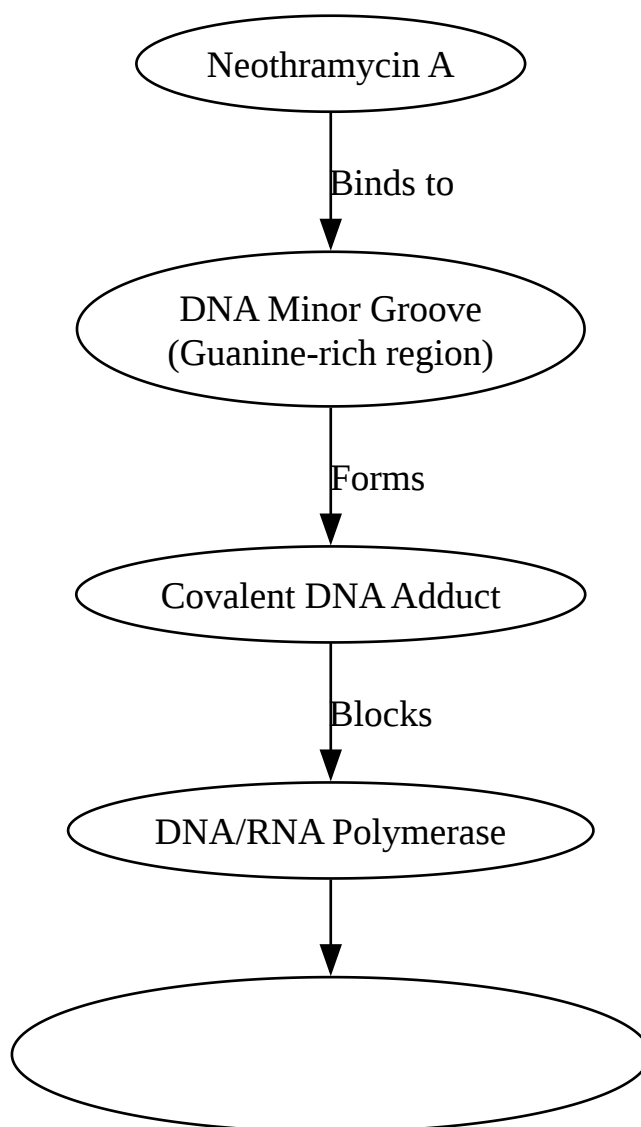 Neothramycin A
Binds to
DNA Minor Groove
(Guanine-rich region)
Forms
Covalent DNA Adduct
Blocks
DNA/RNA Polymerase